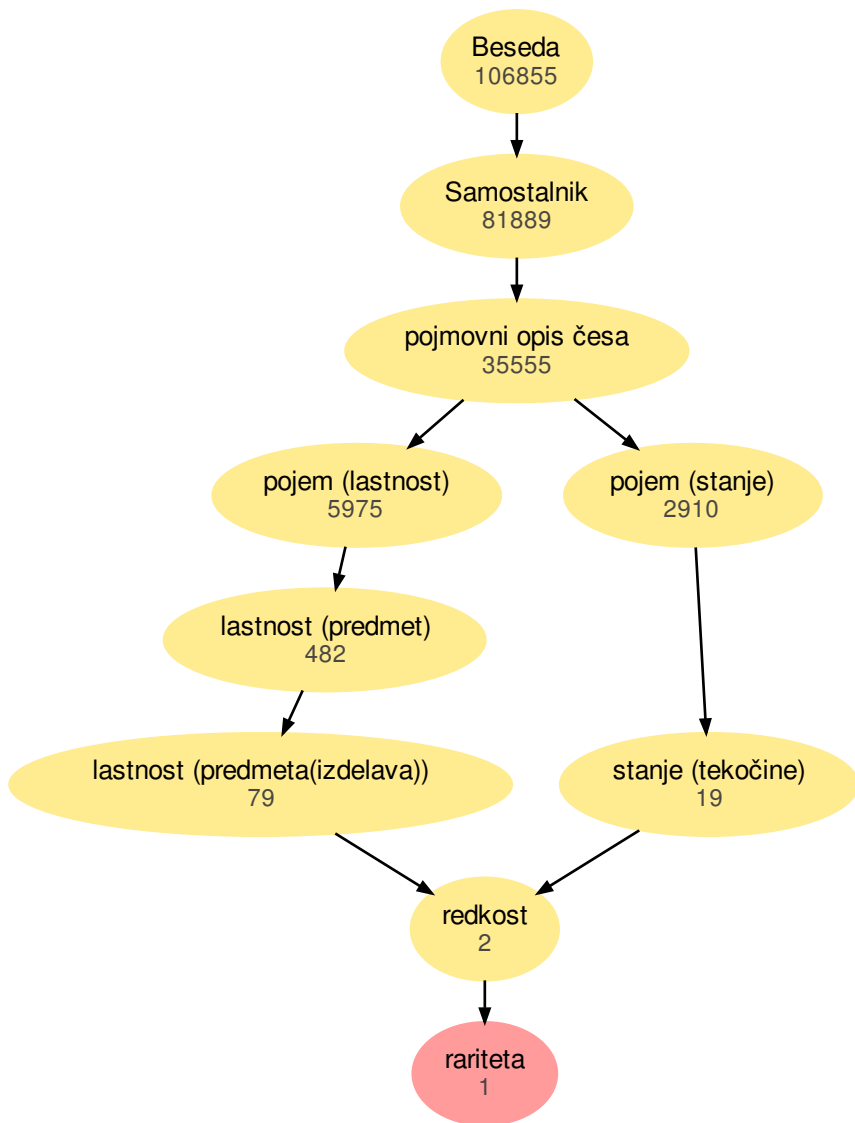 Beseda
106855
Samostalnik
81889
pojmovni opis česa
35555
pojem (lastnost)
5975
pojem (stanje)
2910
lastnost (predmet)
482
lastnost (predmeta(izdelava))
79
stanje (tekočine)
19
redkost
2
rariteta
1